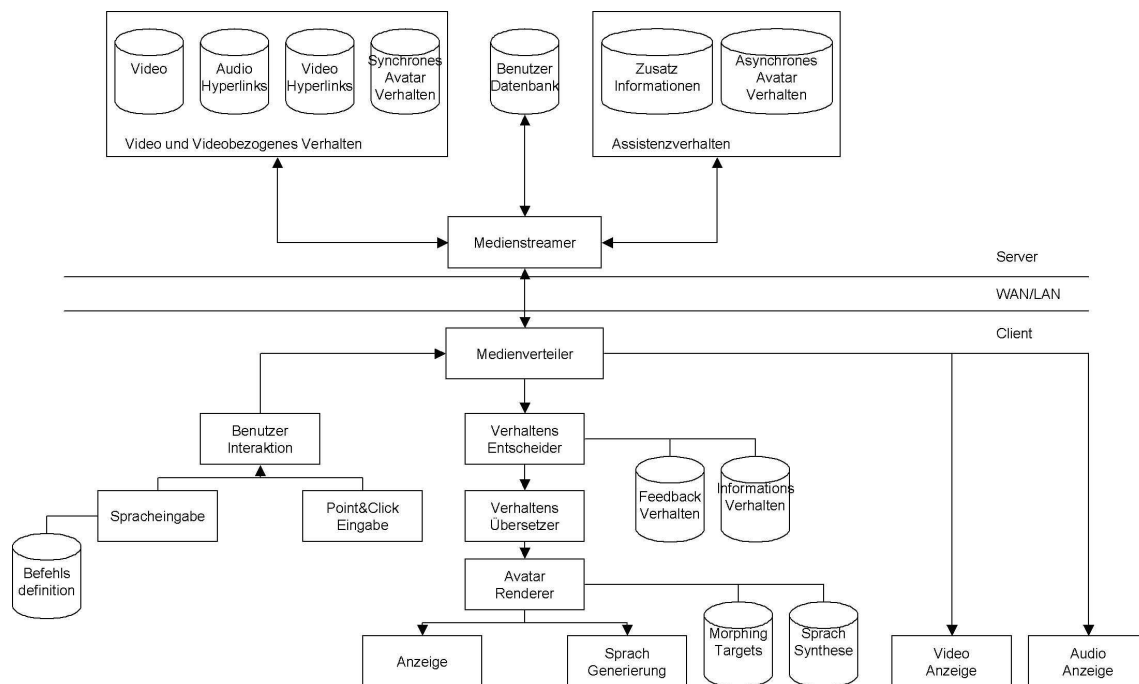 Video
Audio
Hyperlinks
Video
Hyperlinks
Synchrones
Avatar
Verhalten
Video und Videobezogenes Verhalten
Benutzer
Datenbank
Zusatz
Informationen
Asynchrones
Avatar
Verhalten
Assistenzverhalten
Medienstreamer
Server
WAN/LAN
Client
Medienverteiler
Benutzer
Interaktion
Verhaltens
Entscheider
Feedback
Verhalten
Informations
Verhalten
Spracheingabe
Point&Click
Eingabe
Verhaltens
Übersetzer
Befehls
definition
Avatar
Renderer
Morphing
Targets
Sprach
Synthese
Anzeige
Sprach
Generierung
Video
Anzeige
Audio
Anzeige